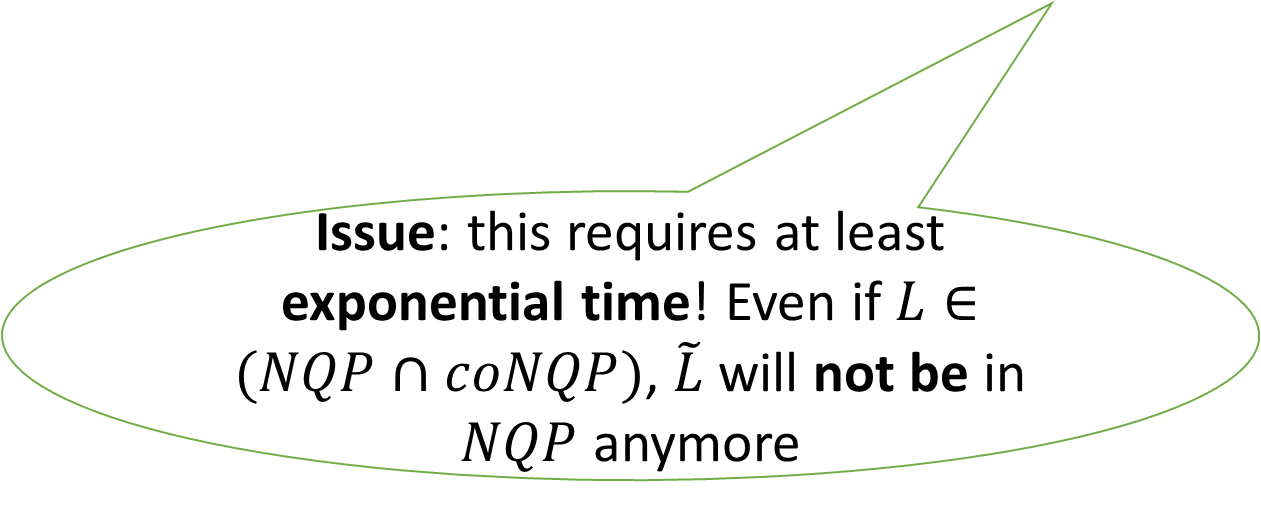 Issue: this requires at least
exponential time! Even if 𝐿 ∈
(𝑁𝑄𝑃 ∩ 𝑐𝑜𝑁𝑄𝑃), 𝐿̃ will not be in
𝑁𝑄𝑃 anymore